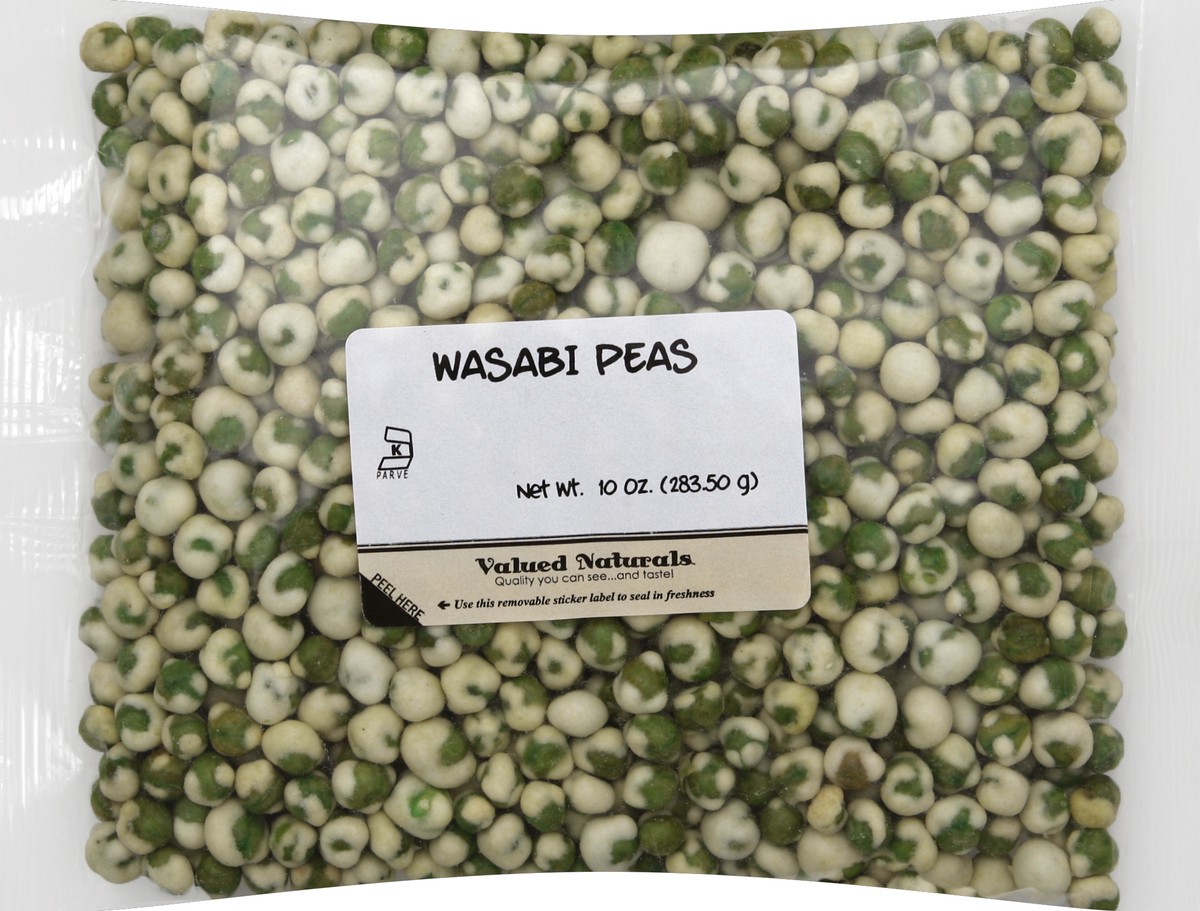 WASABI PEAS
K
PARVE
Net Wt. 10 OZ. (283.50 g)
Valued Naturals
Quality you can see...and taste!
PEEL HERE
← Use this removable sticker label to seal in freshness